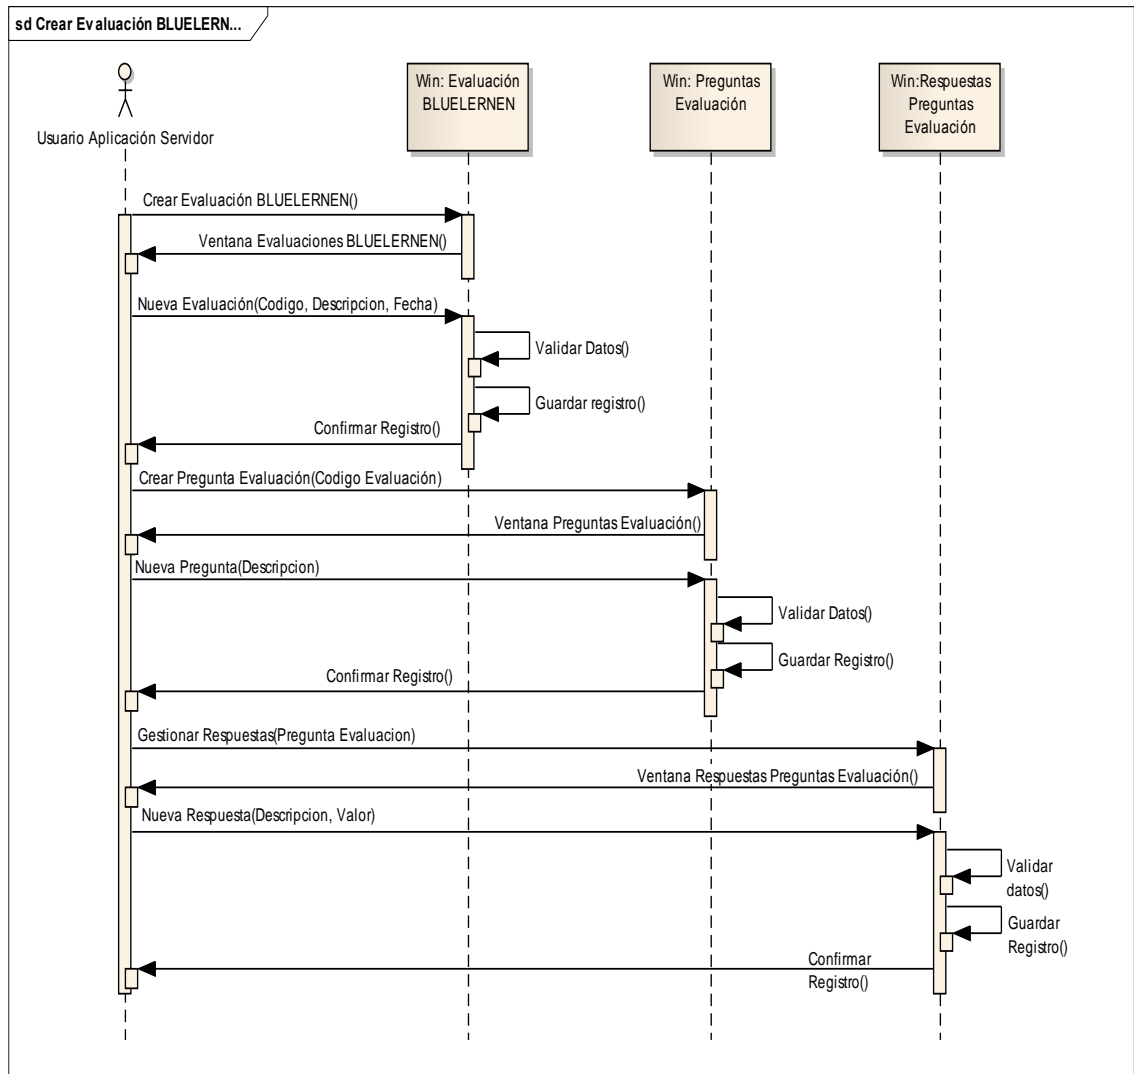 sd Crear Evaluación BLUELERN...
Usuario Aplicación Servidor
Win: Evaluación
BLUELERNEN
Win: Preguntas
Evaluación
Win:Respuestas
Preguntas
Evaluación
Crear Evaluación BLUELERNEN()
Ventana Evaluaciones BLUELERNEN()
Nueva Evaluación(Codigo, Descripcion, Fecha)
Validar Datos()
Guardar registro()
Confirmar Registro()
Crear Pregunta Evaluación(Codigo Evaluación)
Ventana Preguntas Evaluación()
Nueva Pregunta(Descripcion)
Validar Datos()
Guardar Registro()
Confirmar Registro()
Gestionar Respuestas(Pregunta Evaluacion)
Ventana Respuestas Preguntas Evaluación()
Nueva Respuesta(Descripcion, Valor)
Validar
datos()
Guardar
Registro()
Confirmar
Registro()